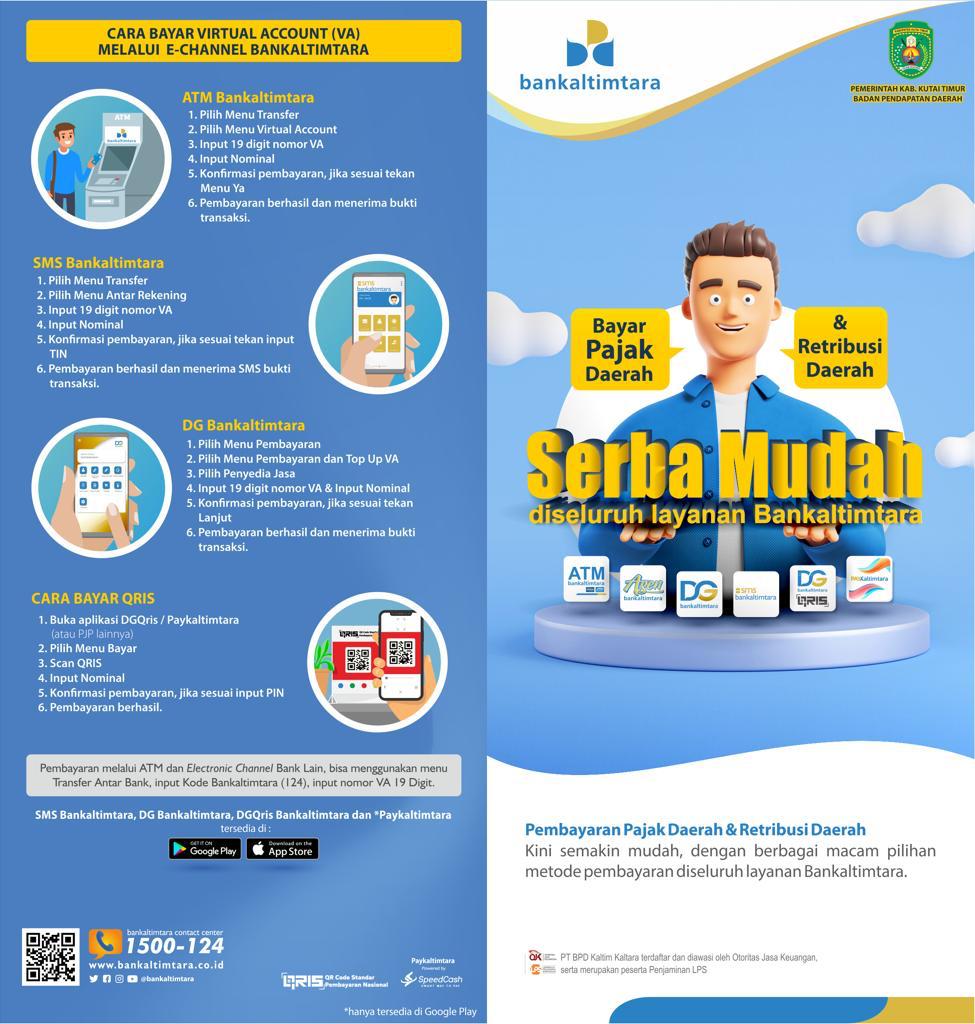 CARA BAYAR VIRTUAL ACCOUNT (VA)
MELALUI E-CHANNEL BANKALTIMTARA
ATM Bankaltimtara
1. Pilih Menu Transfer
2. Pilih Menu Virtual Account
3. Input 19 digit nomor VA
4. Input Nominal
5. Konfirmasi pembayaran, jika sesuai tekan
Menu Ya
6. Pembayaran berhasil dan menerima bukti
transaksi.
ATM
bankaltimtara
SMS Bankaltimtara
1. Pilih Menu Transfer
2. Pilih Menu Antar Rekening
3. Input 19 digit nomor VA
4. Input Nominal
5. Konfirmasi pembayaran, jika sesuai tekan input
TIN
6. Pembayaran berhasil dan menerima SMS bukti
transaksi.
sms
bankaltimtara
DG Bankaltimtara
1. Pilih Menu Pembayaran
2. Pilih Menu Pembayaran dan Top Up VA
3. Pilih Penyedia Jasa
4. Input 19 digit nomor VA & Input Nominal
5. Konfirmasi pembayaran, jika sesuai tekan
Lanjut
6. Pembayaran berhasil dan menerima bukti
transaksi.
CARA BAYAR QRIS
1. Buka aplikasi DGQris / Paykaltimtara
(atau PJP lainnya)
2. Pilih Menu Bayar
3. Scan QRIS
4. Input Nominal
5. Konfirmasi pembayaran, jika sesuai input PIN
6. Pembayaran berhasil.
QRIS
Pembayaran melalui ATM dan Electronic Channel Bank Lain, bisa menggunakan menu
Transfer Antar Bank, input Kode Bankaltimtara (124), input nomor VA 19 Digit.
SMS Bankaltimtara, DG Bankaltimtara, DGQris Bankaltimtara dan *Paykaltimtara
tersedia di :
GET IT ON
Google Play
Download on the
App Store
bankaltimtara contact center
1500-124
www.bankaltimtara.co.id
@bankaltimtara
QRIS QR Code Standar
Pembayaran Nasional
Paykaltimtara
Powered by
SpeedCash
*hanya tersedia di Google Play
bankaltimtara
PEMERINTAH KAB. KUTAI TIMUR
BADAN PENDAPATAN DAERAH
Bayar
Pajak
Daerah
&
Retribusi
Daerah
Serba Mudah
diseluruh layanan Bankaltimtara
ATM
bankaltimtara
Agen
bankaltimtara
DG
bankaltimtara
sms
bankaltimtara
DG
bankaltimtara
QRIS
Pembayaran Pajak Daerah & Retribusi Daerah
Kini semakin mudah, dengan berbagai macam pilihan
metode pembayaran diseluruh layanan Bankaltimtara.
PT BPD Kaltim Kaltara terdaftar dan diawasi oleh Otoritas Jasa Keuangan,
serta merupakan peserta Penjaminan LPS